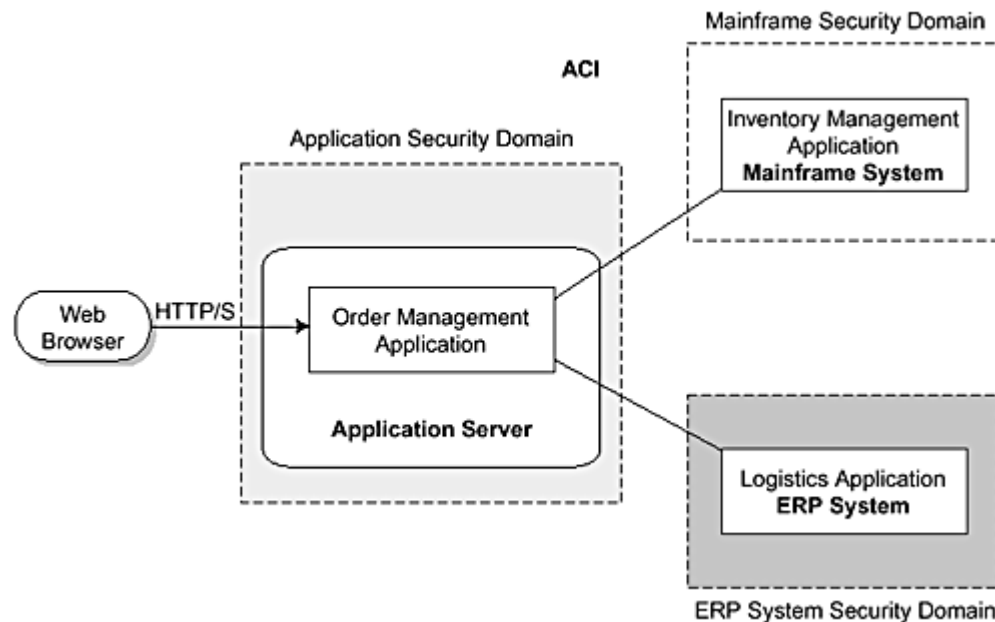 Mainframe Security Domain
ACI
Inventory Management
Application
Mainframe System
Application Security Domain
Web
Browser
HTTP/S
Order Management
Application
Application Server
Logistics Application
ERP System
ERP System Security Domain